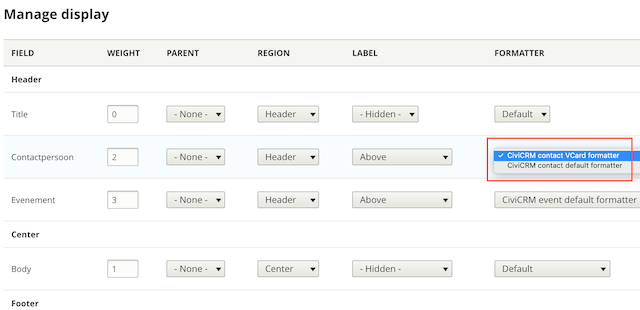 Manage display
FIELD WEIGHT PARENT REGION LABEL FORMATTER
Header
Title 0 - None - Header - Hidden - Default
Contactpersoon 2 - None - Header Above ✓ CiviCRM contact VCard formatter
CiviCRM contact default formatter
Evenement 3 - None - Header Above CiviCRM event default formatter
Center
Body 1 - None - Center - Hidden - Default
Footer